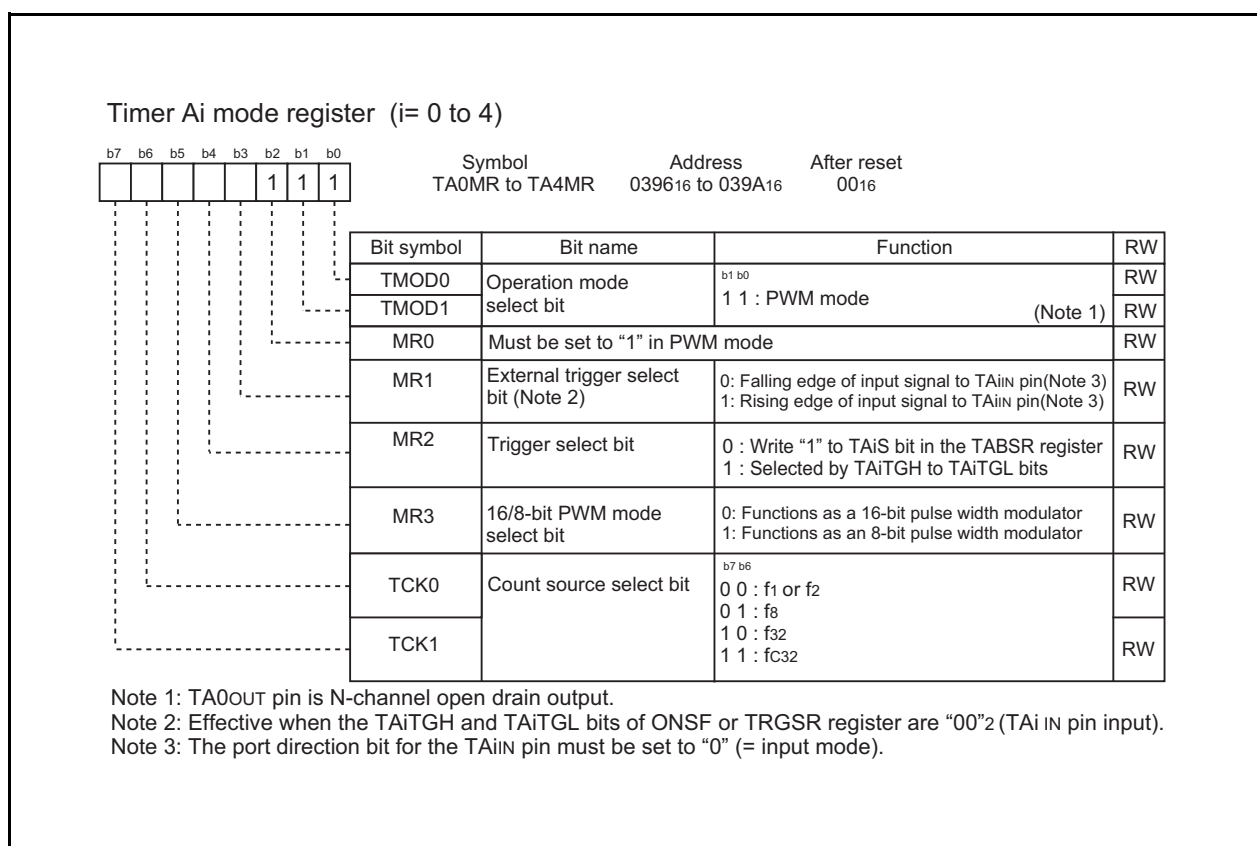 Timer Ai mode register (i= 0 to 4)
b7 b6 b5 b4 b3 b2 b1 b0
1 1 1
Symbol Address After reset
TA0MR to TA4MR 039616 to 039A16 0016
Bit symbol Bit name Function RW
TMOD0 Operation mode select bit b1 b0 RW
TMOD1 1 1 : PWM mode (Note 1) RW
MR0 Must be set to “1” in PWM mode RW
MR1 External trigger select bit (Note 2) RW
0: Falling edge of input signal to TAiIN pin(Note 3)
1: Rising edge of input signal to TAiIN pin(Note 3)
MR2 Trigger select bit RW
0 : Write “1” to TAiS bit in the TABSR register
1 : Selected by TAiTGH to TAiTGL bits
MR3 16/8-bit PWM mode select bit RW
0: Functions as a 16-bit pulse width modulator
1: Functions as an 8-bit pulse width modulator
TCK0 Count source select bit RW
b7 b6
0 0 : f1 or f2
0 1 : f8
1 0 : f32
1 1 : fC32
TCK1 RW
Note 1: TA0OUT pin is N-channel open drain output.
Note 2: Effective when the TAiTGH and TAiTGL bits of ONSF or TRGSR register are “00”2 (TAi IN pin input).
Note 3: The port direction bit for the TAiIN pin must be set to “0” (= input mode).